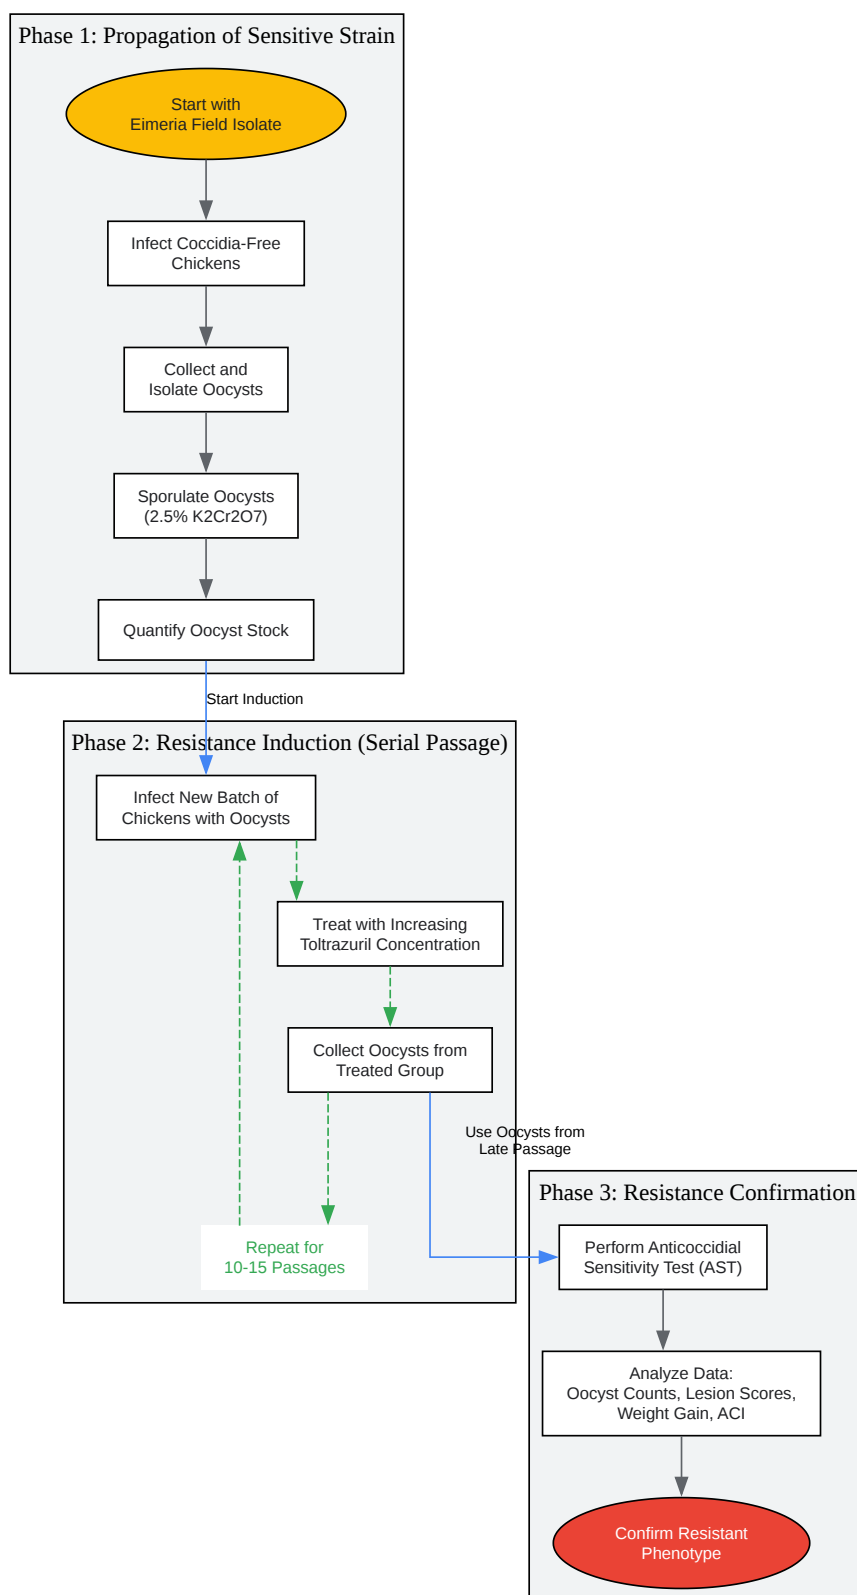 Phase 1: Propagation of Sensitive Strain
Start with
Eimeria Field Isolate
Infect Coccidia-Free
Chickens
Collect and
Isolate Oocysts
Sporulate Oocysts
(2.5% K2Cr2O7)
Quantify Oocyst Stock
Start Induction
Phase 2: Resistance Induction (Serial Passage)
Infect New Batch of
Chickens with Oocysts
Treat with Increasing
Toltrazuril Concentration
Collect Oocysts from
Treated Group
Use Oocysts from
Late Passage
Repeat for
10-15 Passages
Phase 3: Resistance Confirmation
Perform Anticoccidial
Sensitivity Test (AST)
Analyze Data:
Oocyst Counts, Lesion Scores,
Weight Gain, ACI
Confirm Resistant
Phenotype